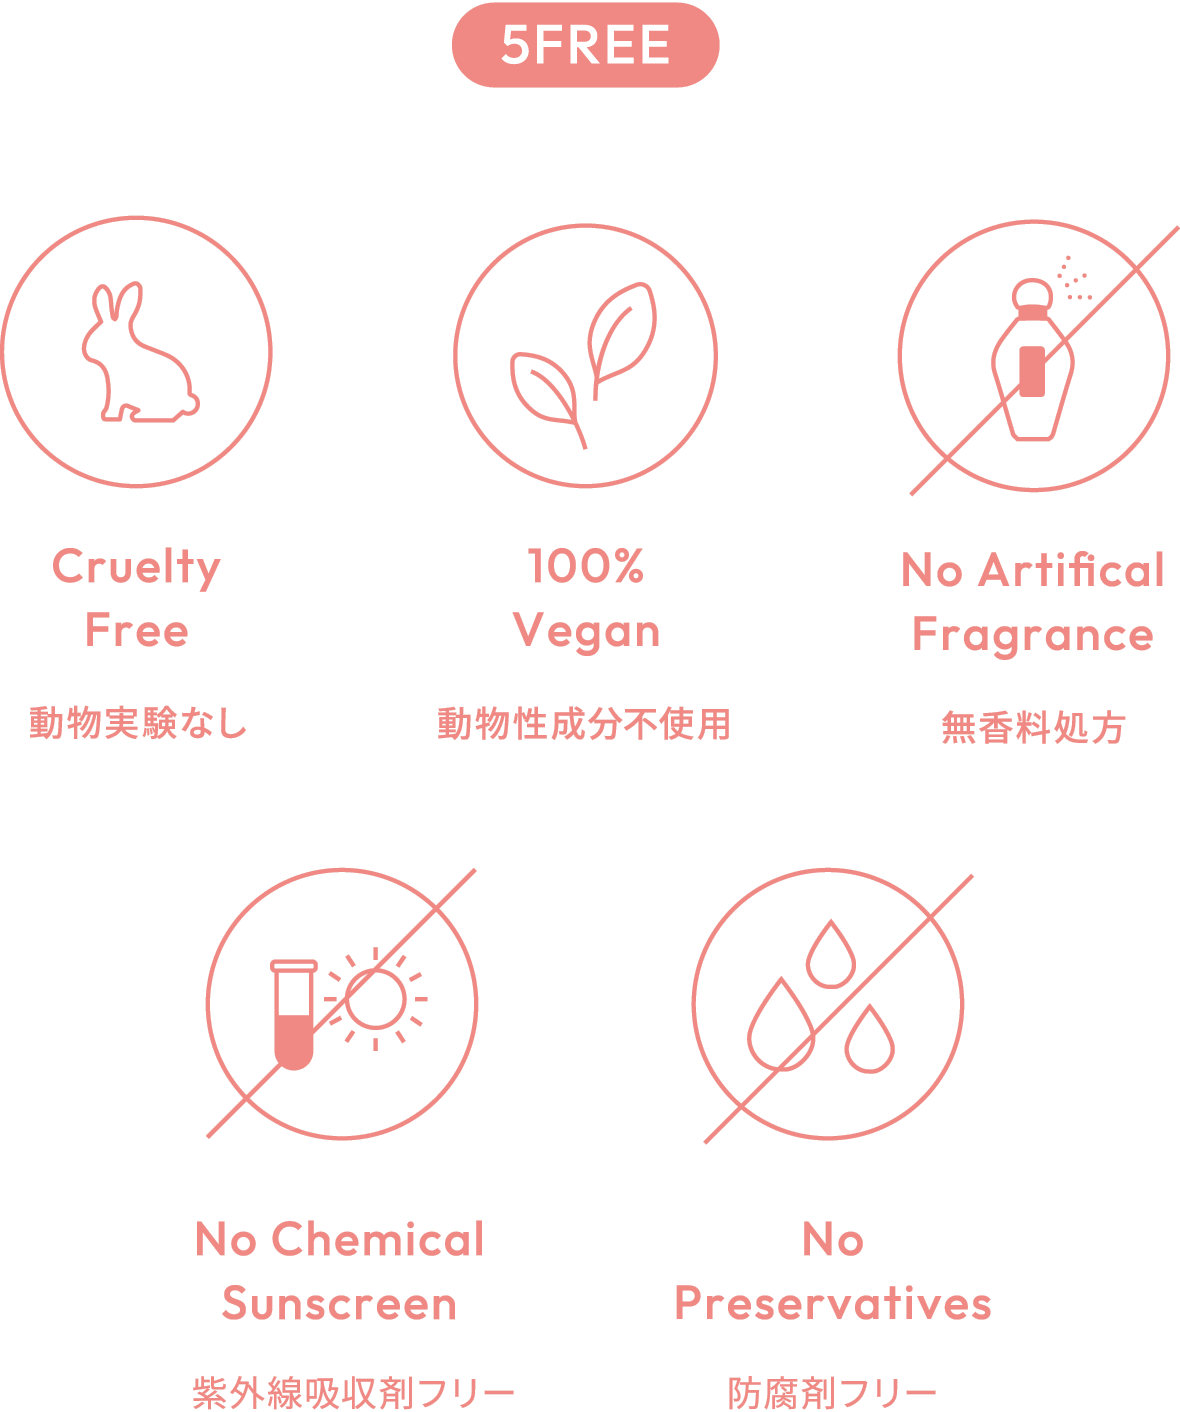 5FREE
Cruelty
Free
動物実験なし
100%
Vegan
動物性成分不使用
No Artifical
Fragrance
無香料処方
No Chemical
Sunscreen
紫外線吸収剤フリー
No
Preservatives
防腐剤フリー